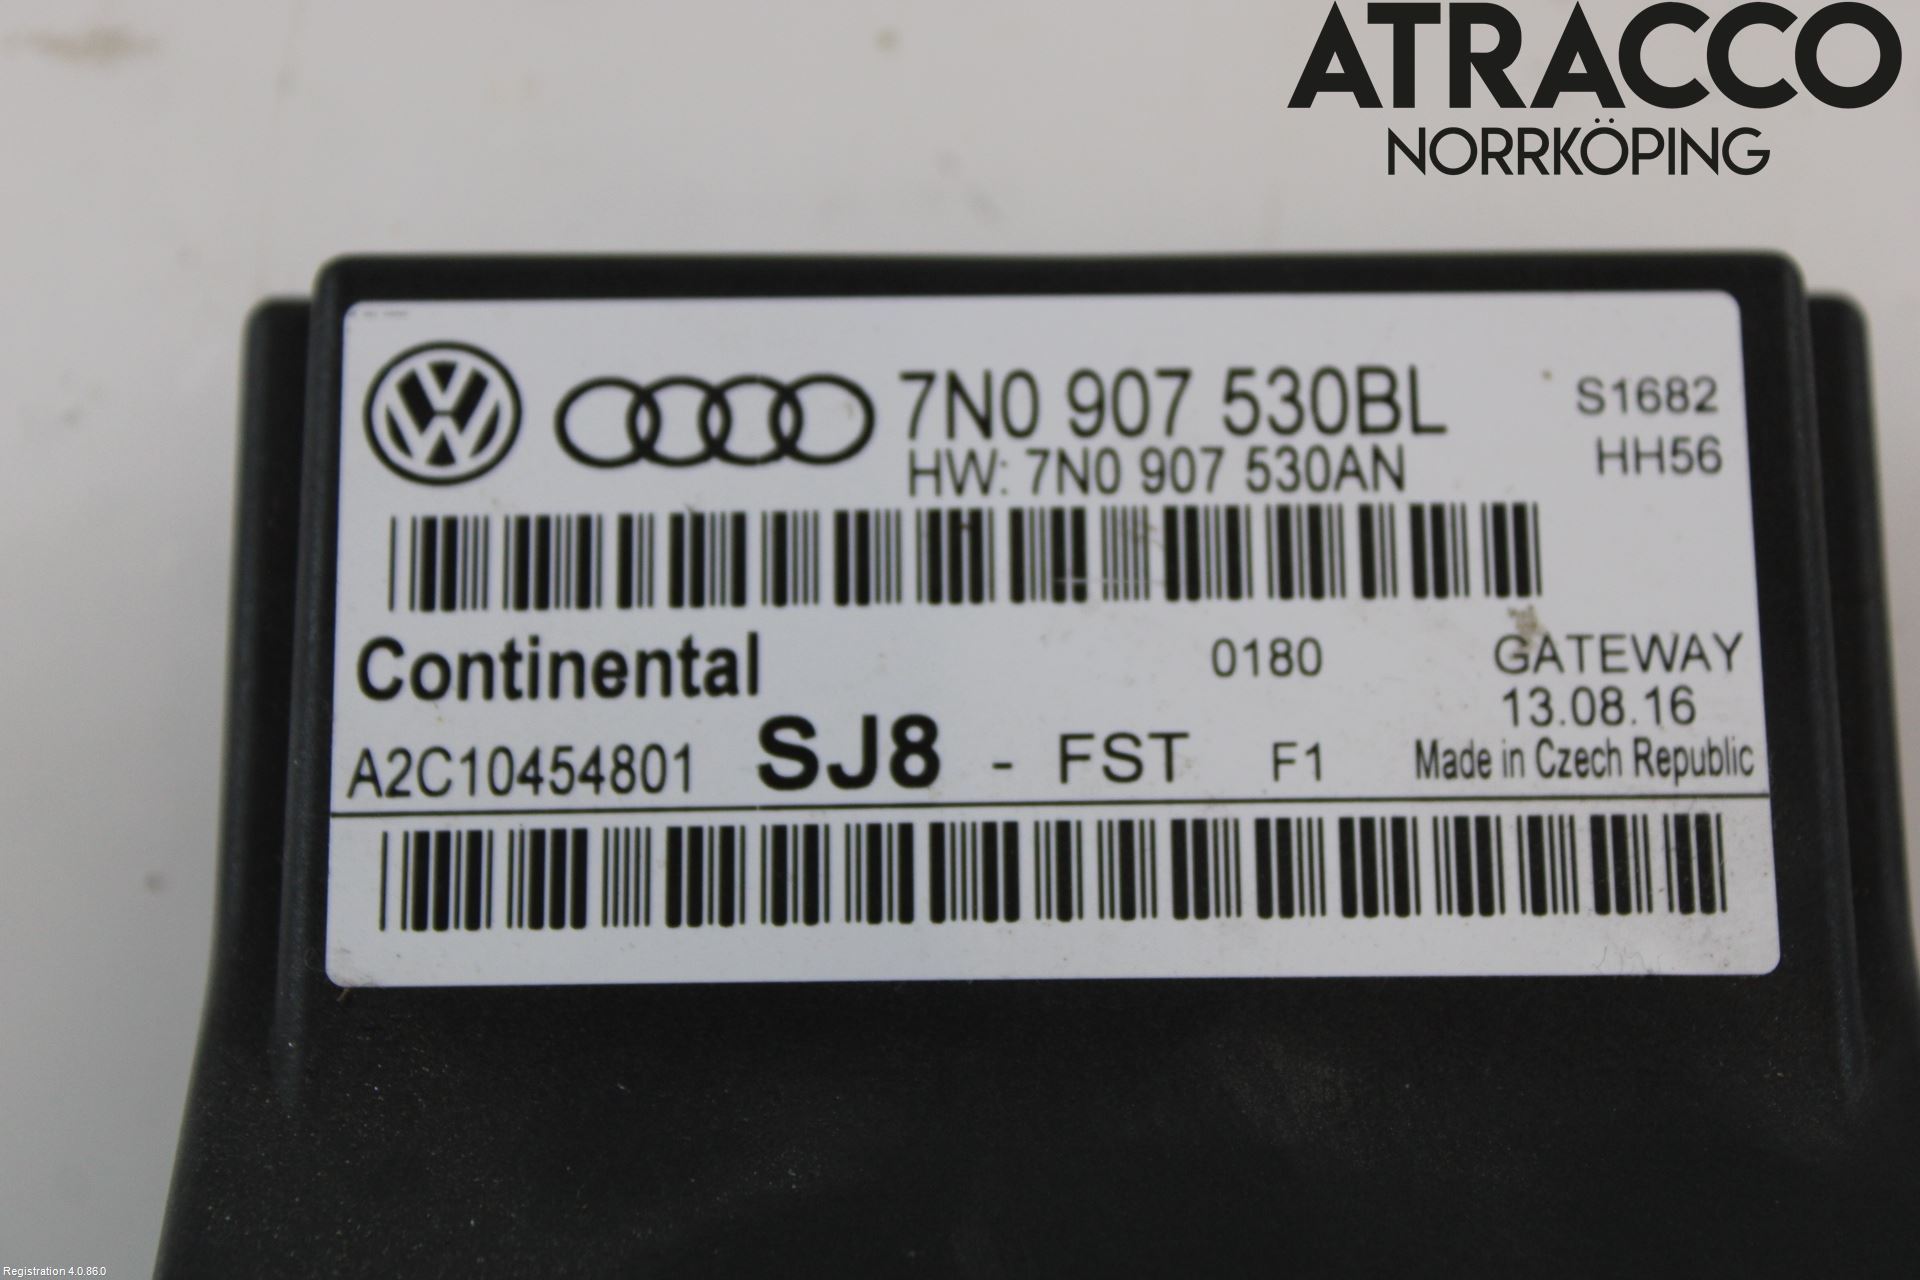 ATRACCO
NORRKÖPING
7N0 907 530BL
S1682
HW: 7N0 907 530AN
HH56
Continental
0180
GATEWAY
13.08.16
A2C10454801 SJ8 - FST F1 Made in Czech Republic
Registration 4.0.86.0